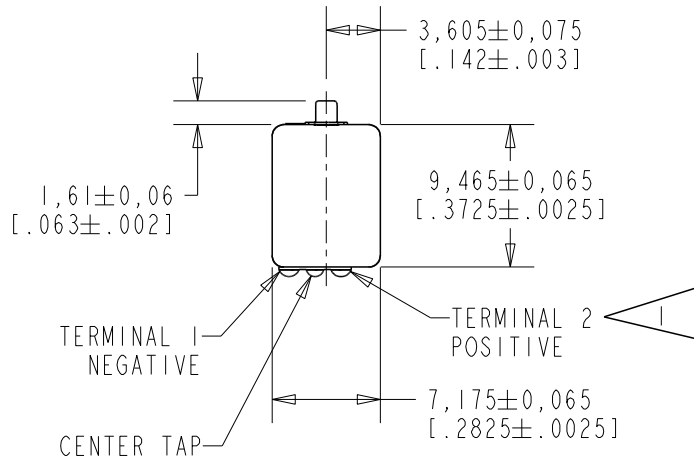 3,605±0,075
[.142±.003]
1,61±0,06
[.063±.002]
9,465±0,065
[.3725±.0025]
TERMINAL 1
NEGATIVE
TERMINAL 2
POSITIVE
1
7,175±0,065
[.2825±.0025]
CENTER TAP